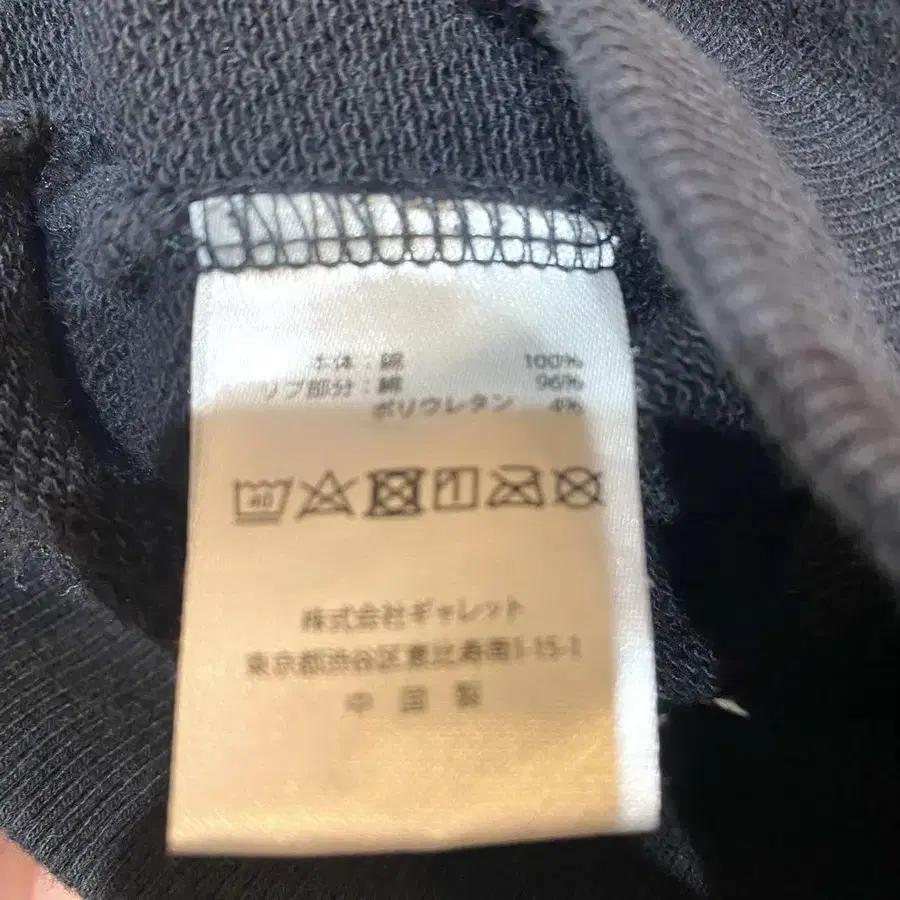 本体：綿 100%
リブ部分：綿 96%
ポリウレタン 4%
40
株式会社ギャレット
東京都渋谷区恵比寿南1-15-1
中国製